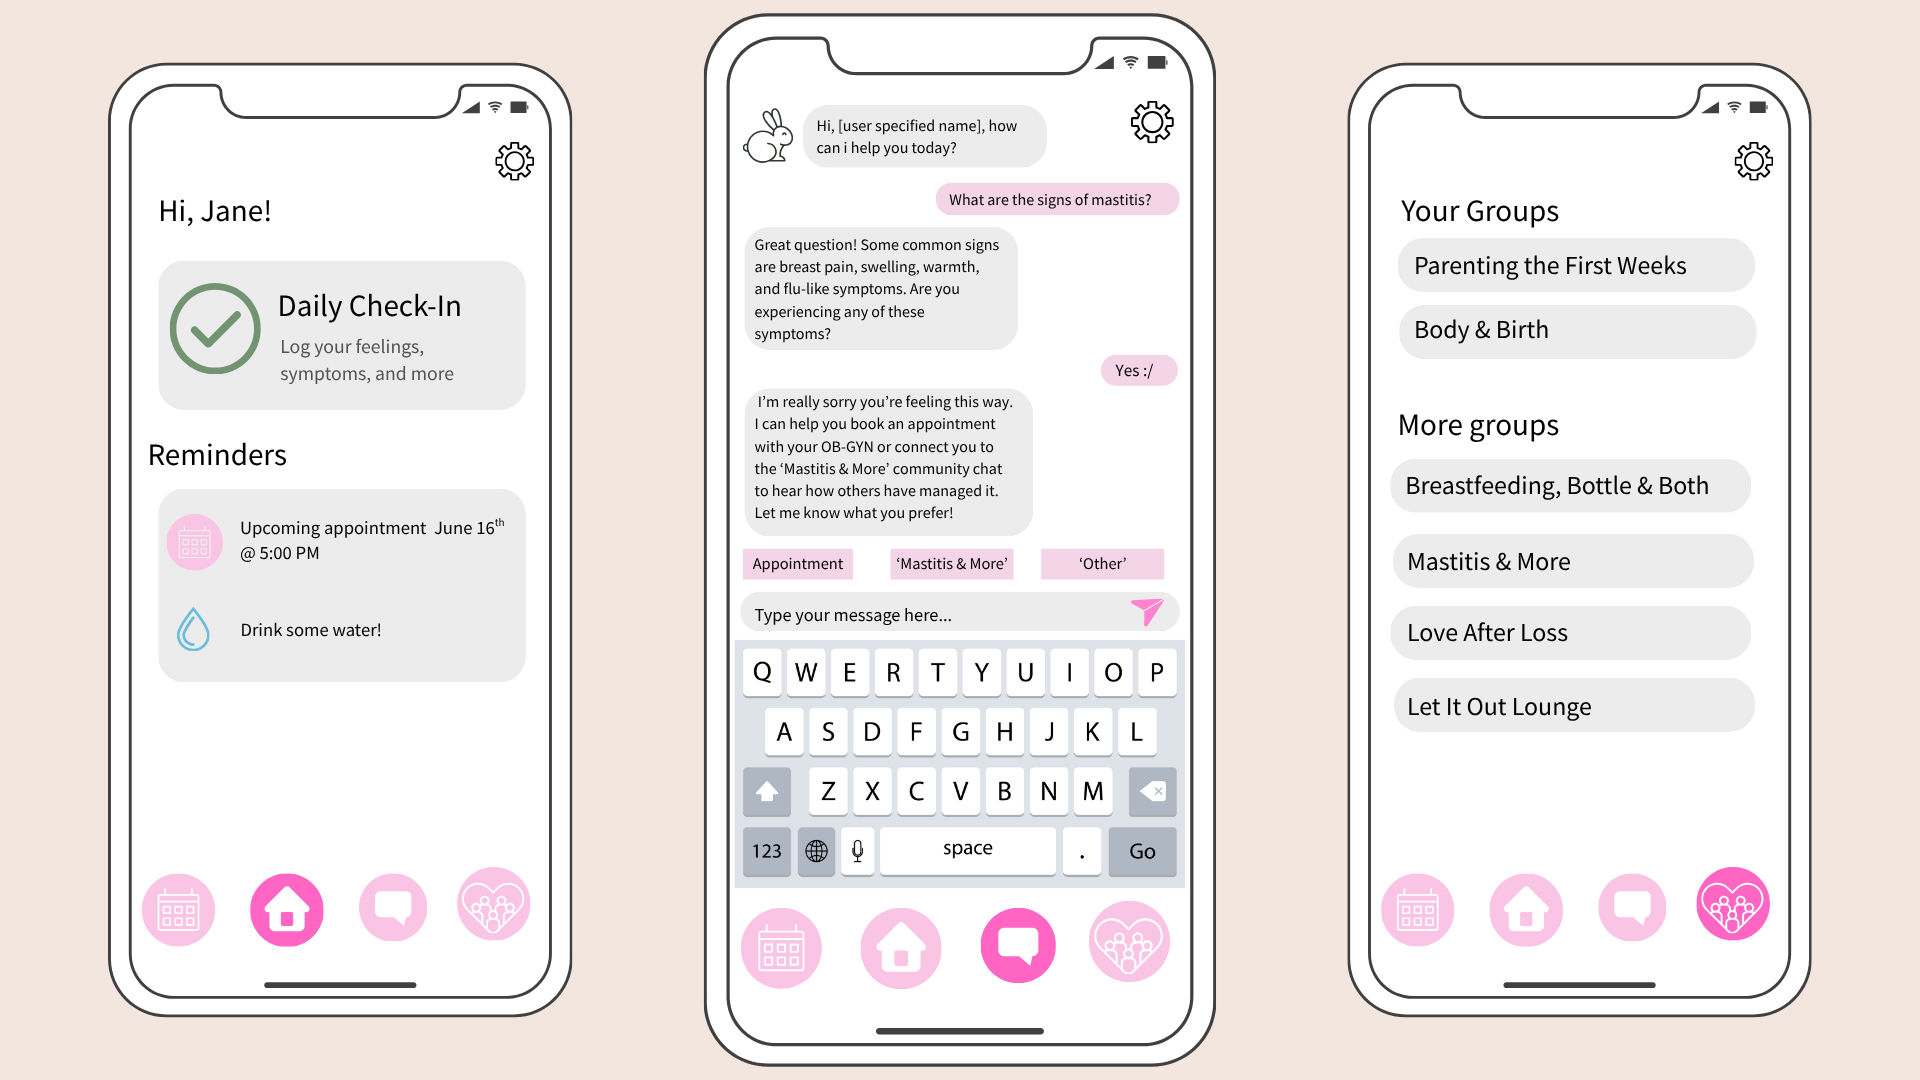 Hi, Jane!
Daily Check-In
Log your feelings,
symptoms, and more
Reminders
Upcoming appointment June 16th
@ 5:00 PM
Drink some water!
Hi, [user specified name], how
can i help you today?
What are the signs of mastitis?
Great question! Some common signs
are breast pain, swelling, warmth,
and flu-like symptoms. Are you
experiencing any of these
symptoms?
Yes :/
I’m really sorry you’re feeling this way.
I can help you book an appointment
with your OB-GYN or connect you to
the ‘Mastitis & More’ community chat
to hear how others have managed it.
Let me know what you prefer!
Appointment ‘Mastitis & More’ ‘Other’
Type your message here...
Q W E R T Y U I O P
A S D F G H J K L
Z X C V B N M
123 space . Go
Your Groups
Parenting the First Weeks
Body & Birth
More groups
Breastfeeding, Bottle & Both
Mastitis & More
Love After Loss
Let It Out Lounge